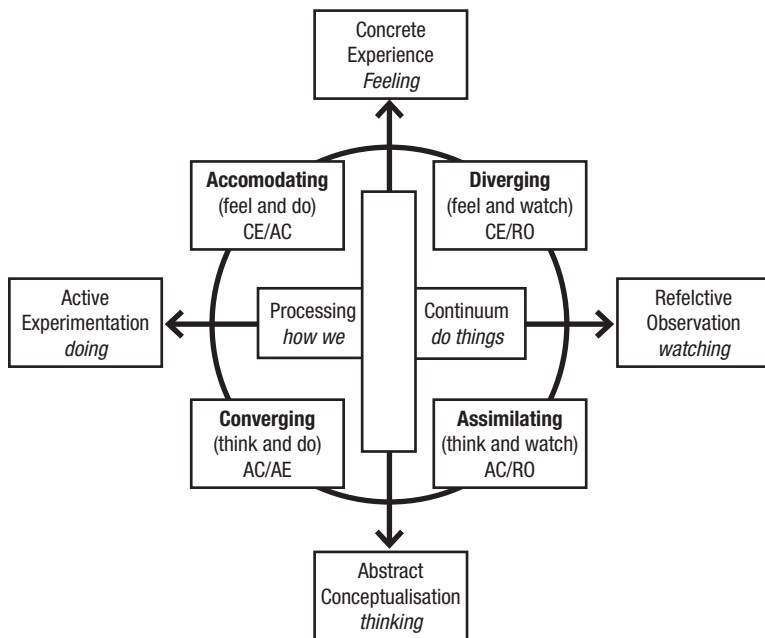 Concrete
Experience
Feeling
Accomodating
(feel and do)
CE/AC
Diverging
(feel and watch)
CE/RO
Active
Experimentation
doing
Processing
how we
Continuum
do things
Refelctive
Observation
watching
Converging
(think and do)
AC/AE
Assimilating
(think and watch)
AC/RO
Abstract
Conceptualisation
thinking